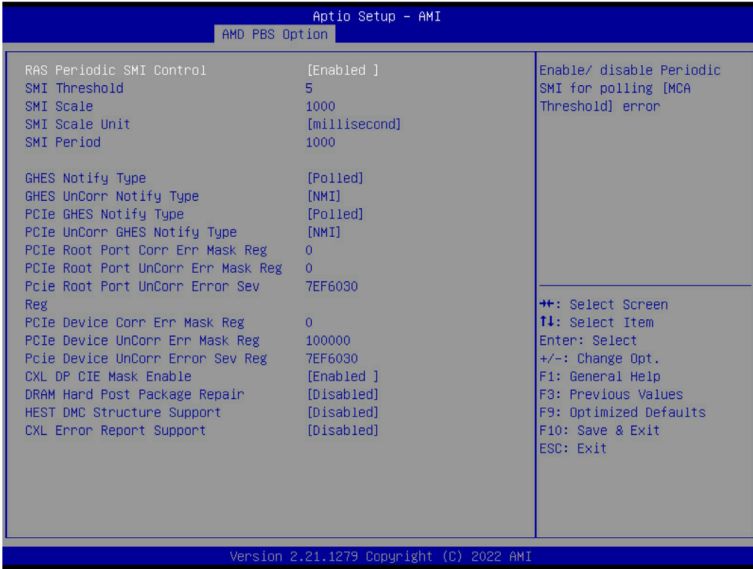 Aptio Setup – AMI
AMD PBS Option
RAS Periodic SMI Control [Enabled ]
SMI Threshold 5
SMI Scale 1000
SMI Scale Unit [millisecond]
SMI Period 1000
GHES Notify Type [Polled]
GHES UnCorr Notify Type [NMI]
PCIe GHES Notify Type [Polled]
PCIe UnCorr GHES Notify Type [NMI]
PCIe Root Port Corr Err Mask Reg 0
PCIe Root Port UnCorr Err Mask Reg 0
Pcie Root Port UnCorr Error Sev 7EF6030
Reg
PCIe Device Corr Err Mask Reg 0
PCIe Device UnCorr Err Mask Reg 100000
Pcie Device UnCorr Error Sev Reg 7EF6030
CXL DP CIE Mask Enable [Enabled ]
DRAM Hard Post Package Repair [Disabled]
HEST DMC Structure Support [Disabled]
CXL Error Report Support [Disabled]
Enable/ disable Periodic
SMI for polling [MCA
Threshold] error
→←: Select Screen
↑↓: Select Item
Enter: Select
+/-: Change Opt.
F1: General Help
F3: Previous Values
F9: Optimized Defaults
F10: Save & Exit
ESC: Exit
Version 2.21.1279 Copyright (C) 2022 AMI